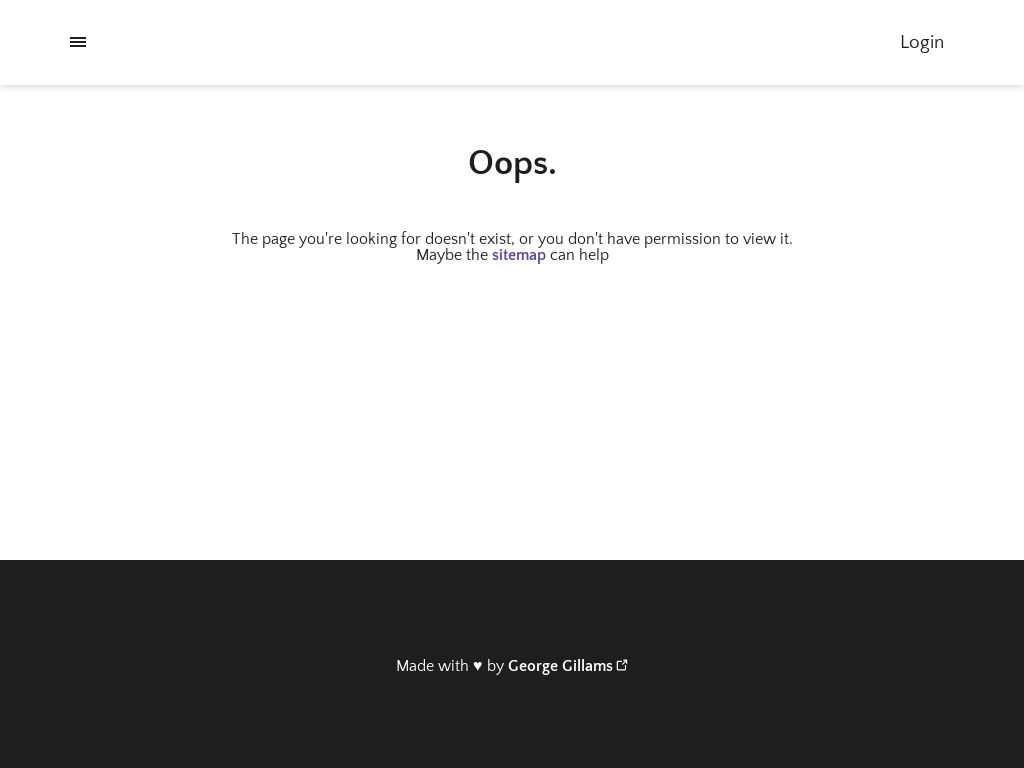 Login
Oops.
The page you're looking for doesn't exist, or you don't have permission to view it.
Maybe the sitemap can help
Made with ♥ by George Gillams